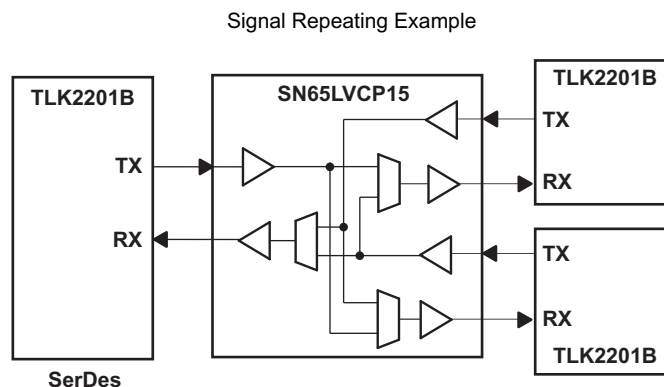 Signal Repeating Example
TLK2201B
TX
RX
SerDes
SN65LVCP15
TLK2201B
TX
RX
TX
RX
TLK2201B